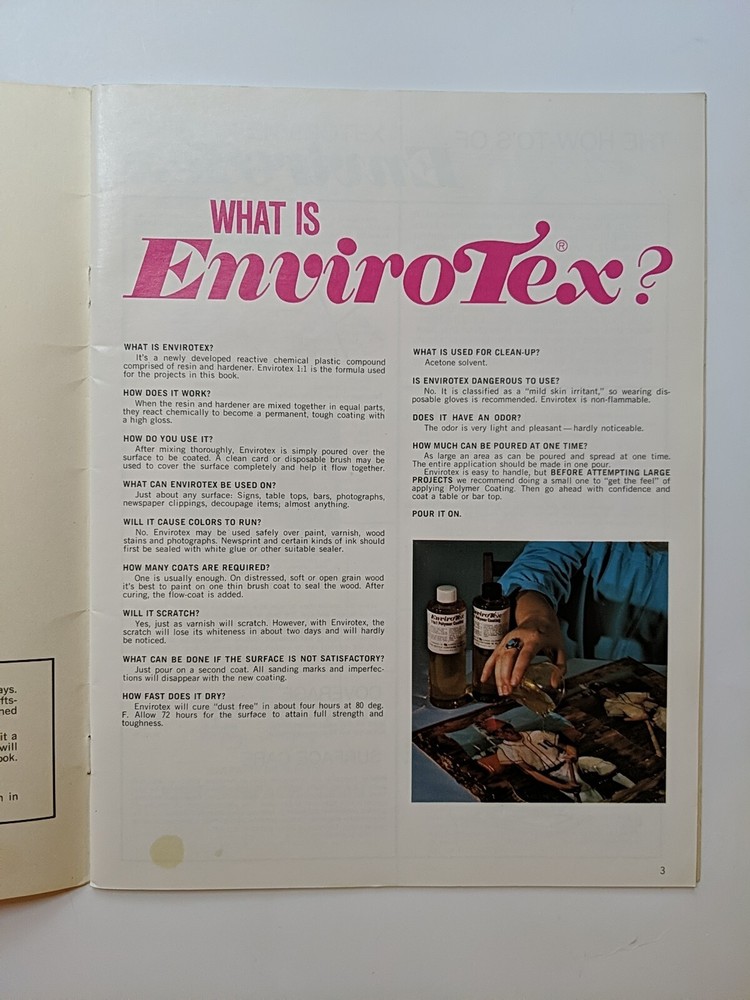 WHAT IS
EnviroTex®?
WHAT IS ENVIROTEX?
It's a newly developed reactive chemical plastic compound
comprised of resin and hardener. Envirotex 1:1 is the formula used
for the projects in this book.
HOW DOES IT WORK?
When the resin and hardener are mixed together in equal parts,
they react chemically to become a permanent, tough coating with
a high gloss.
HOW DO YOU USE IT?
After mixing thoroughly, Envirotex is simply poured over the
surface to be coated. A clean card or disposable brush may be
used to cover the surface completely and help it flow together.
WHAT CAN ENVIROTEX BE USED ON?
Just about any surface: Signs, table tops, bars, photographs,
newspaper clippings, decoupage items; almost anything.
WILL IT CAUSE COLORS TO RUN?
No. Envirotex may be used safely over paint, varnish, wood
stains and photographs. Newsprint and certain kinds of ink should
first be sealed with white glue or other suitable sealer.
HOW MANY COATS ARE REQUIRED?
One is usually enough. On distressed, soft or open grain wood
it's best to paint on one thin brush coat to seal the wood. After
curing, the flow-coat is added.
WILL IT SCRATCH?
Yes, just as varnish will scratch. However, with Envirotex, the
scratch will lose its whiteness in about two days and will hardly
be noticed.
WHAT CAN BE DONE IF THE SURFACE IS NOT SATISFACTORY?
Just pour on a second coat. All sanding marks and imperfec-
tions will disappear with the new coating.
HOW FAST DOES IT DRY?
Envirotex will cure "dust free" in about four hours at 80 deg.
F. Allow 72 hours for the surface to attain full strength and
toughness.
WHAT IS USED FOR CLEAN-UP?
Acetone solvent.
IS ENVIROTEX DANGEROUS TO USE?
No. It is classified as a "mild skin irritant," so wearing dis-
posable gloves is recommended. Envirotex is non-flammable.
DOES IT HAVE AN ODOR?
The odor is very light and pleasant — hardly noticeable.
HOW MUCH CAN BE POURED AT ONE TIME?
As large an area as can be poured and spread at one time.
The entire application should be made in one pour.
Envirotex is easy to handle, but BEFORE ATTEMPTING LARGE
PROJECTS we recommend doing a small one to "get the feel" of
applying Polymer Coating. Then go ahead with confidence and
coat a table or bar top.
POUR IT ON.
EnviroTex
Polymer Coating
EnviroTex
Polymer Coating
3
will
it a
n in